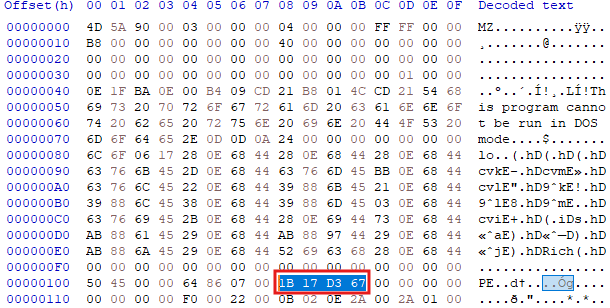 Offset(h) 00 01 02 03 04 05 06 07 08 09 0A 0B 0C 0D 0E 0F Decoded text
00000000 4D 5A 90 00 03 00 00 00 04 00 00 00 FF FF 00 00 MZ..........ÿÿ..
00000010 B8 00 00 00 00 00 00 00 40 00 00 00 00 00 00 00 ¸.......@.......
00000020 00 00 00 00 00 00 00 00 00 00 00 00 00 00 00 00 ................
00000030 00 00 00 00 00 00 00 00 00 00 00 00 00 01 00 00 ................
00000040 0E 1F BA 0E 00 B4 09 CD 21 B8 01 4C CD 21 54 68 ..º..´.Í!¸.LÍ!Th
00000050 69 73 20 70 72 6F 67 72 61 6D 20 63 61 6E 6E 6F is program canno
00000060 74 20 62 65 20 72 75 6E 20 69 6E 20 44 4F 53 20 t be run in DOS
00000070 6D 6F 64 65 2E 0D 0D 0A 24 00 00 00 00 00 00 00 mode....$.......
00000080 6C 6F 06 17 28 0E 68 44 28 0E 68 44 28 0E 68 44 lo..(.hD(.hD(.hD
00000090 63 76 6B 45 2D 0E 68 44 63 76 6D 45 BB 0E 68 44 cvkE-.hDcvmE».hD
000000A0 63 76 6C 45 22 0E 68 44 39 88 6B 45 21 0E 68 44 cvlE".hD9ˆkE!.hD
000000B0 39 88 6C 45 38 0E 68 44 39 88 6D 45 03 0E 68 44 9ˆlE8.hD9ˆmE..hD
000000C0 63 76 69 45 2B 0E 68 44 28 0E 69 44 73 0E 68 44 cviE+.hD(.iDs.hD
000000D0 AB 88 61 45 29 0E 68 44 AB 88 97 44 29 0E 68 44 «ˆaE).hD«ˆ—D).hD
000000E0 AB 88 6A 45 29 0E 68 44 52 69 63 68 28 0E 68 44 «ˆjE).hDRich(.hD
000000F0 00 00 00 00 00 00 00 00 00 00 00 00 00 00 00 00 ................
00000100 50 45 00 00 64 86 07 00 1B 17 D3 67 00 00 00 00 PE..d†....Óg....
00000110 00 00 00 00 F0 00 22 00 0B 02 0E 2A 00 2A 01 00 ....ð."....*.*..